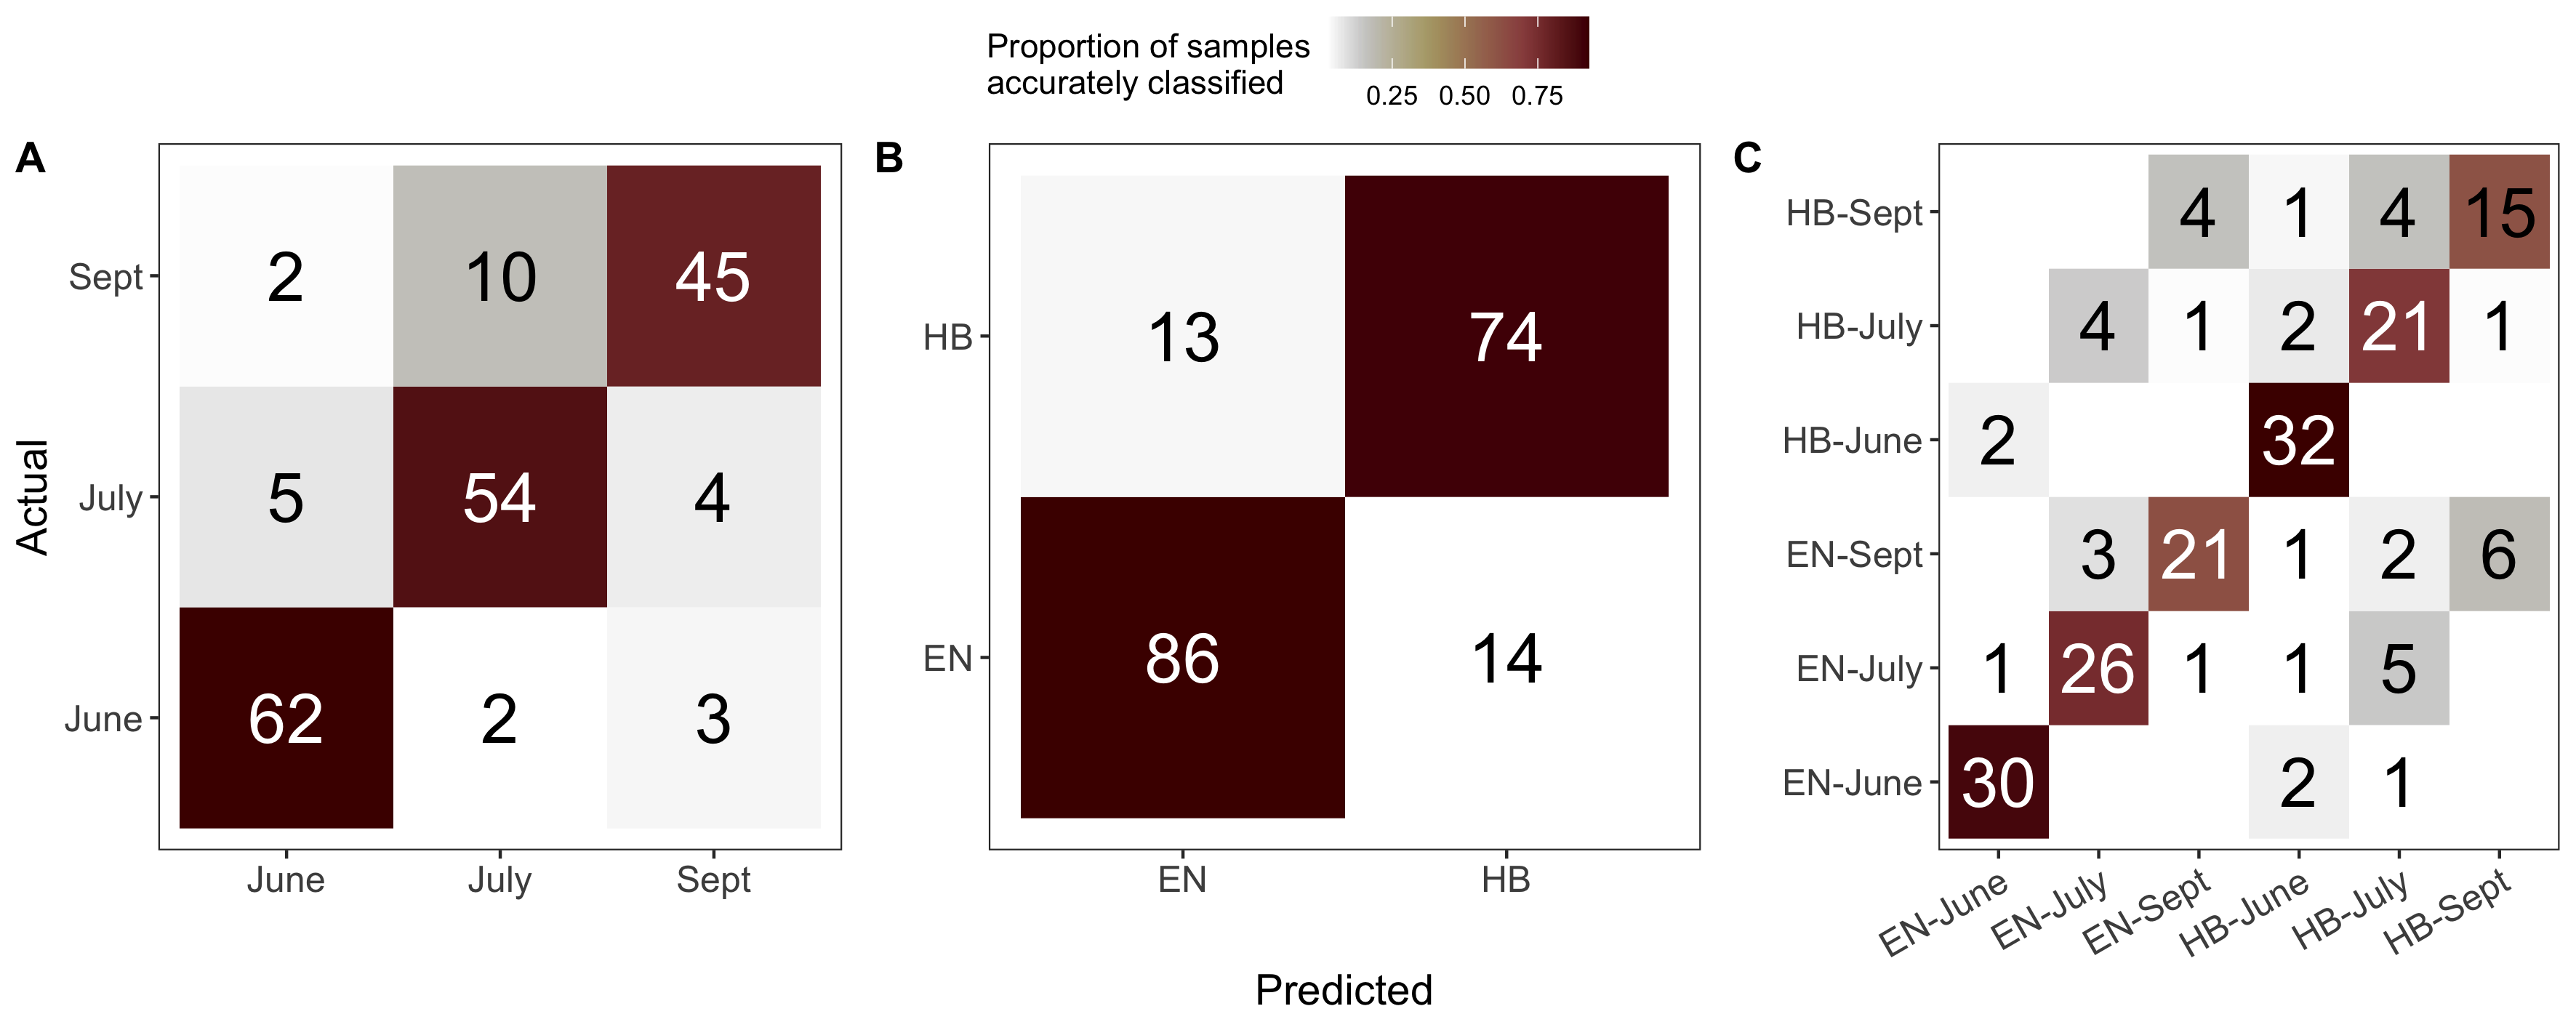 Proportion of samples
accurately classified
0.25 0.50 0.75
A
Actual
Sept 2 10 45
July 5 54 4
June 62 2 3
June July Sept
B
HB 13 74
EN 86 14
EN HB
Predicted
C
HB-Sept 4 1 4 15
HB-July 4 1 2 21 1
HB-June 2 32
EN-Sept 3 21 1 2 6
EN-July 1 26 1 1 5
EN-June 30 2 1
EN-June EN-July EN-Sept HB-June HB-July HB-Sept